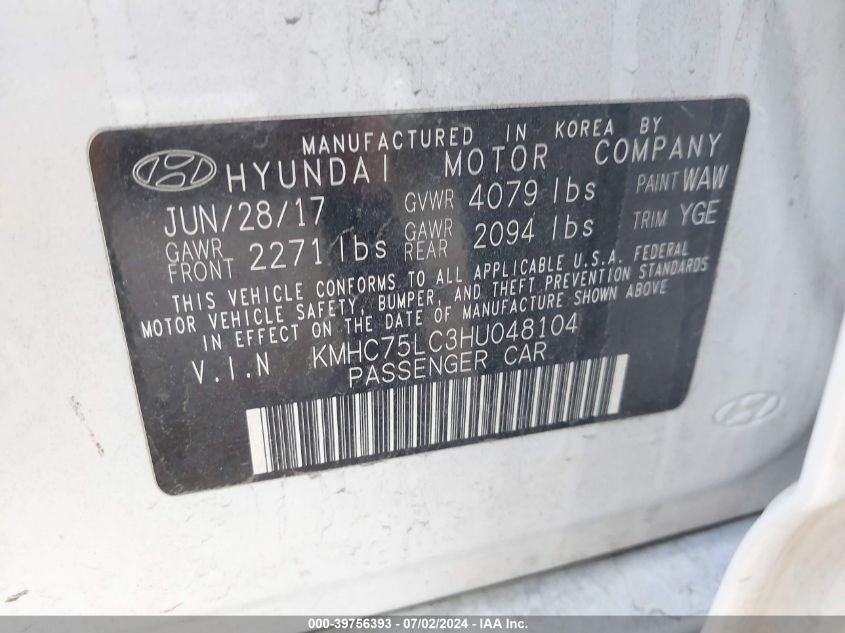 MANUFACTURED IN KOREA BY
HYUNDAI MOTOR COMPANY
JUN/28/17 GVWR 4079 lbs PAINT WAW
GAWR FRONT 2271 lbs GAWR REAR 2094 lbs TRIM YGE
THIS VEHICLE CONFORMS TO ALL APPLICABLE U.S.A. FEDERAL
MOTOR VEHICLE SAFETY, BUMPER, AND THEFT PREVENTION STANDARDS
IN EFFECT ON THE DATE OF MANUFACTURE SHOWN ABOVE
V.I.N KMHC75LC3HU048104
PASSENGER CAR
000-39756393 / 07/02/2024 - IAA Inc.